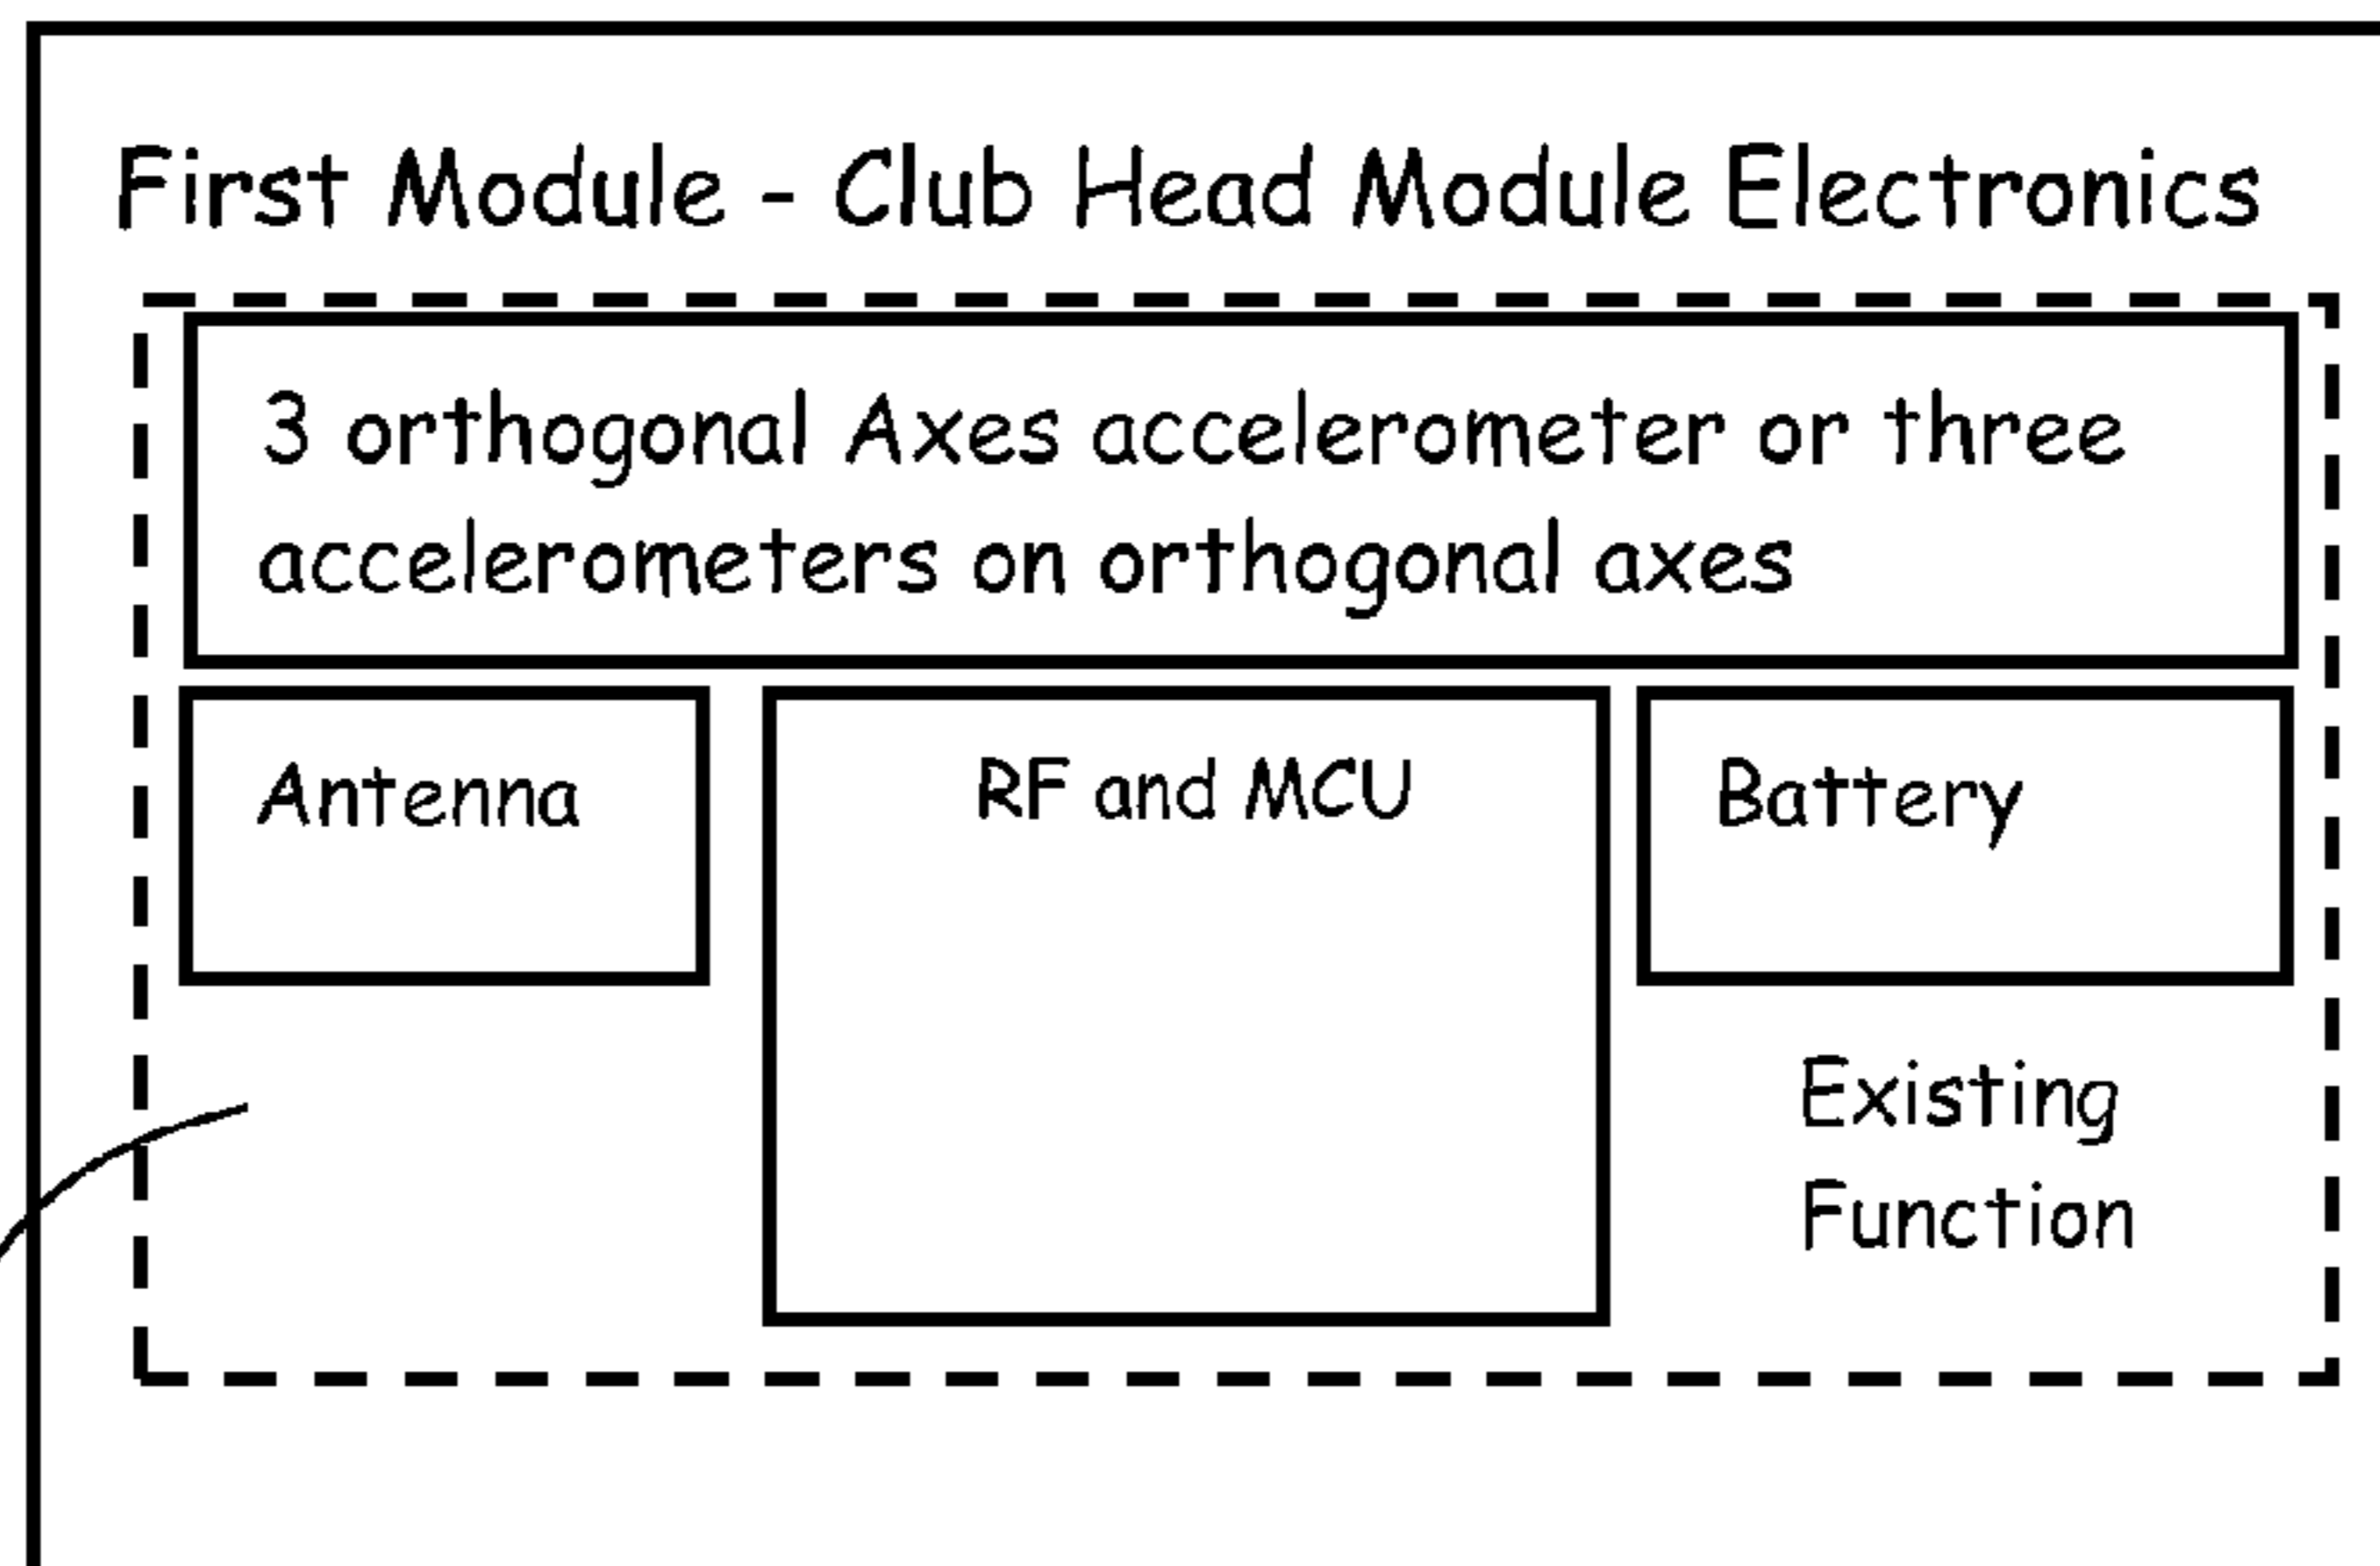 First Module - Club Head Module Electronics
3 orthogonal Axes accelerometer or three
accelerometers on orthogonal axes
Antenna
RF and MCU
Battery
Existing
Function